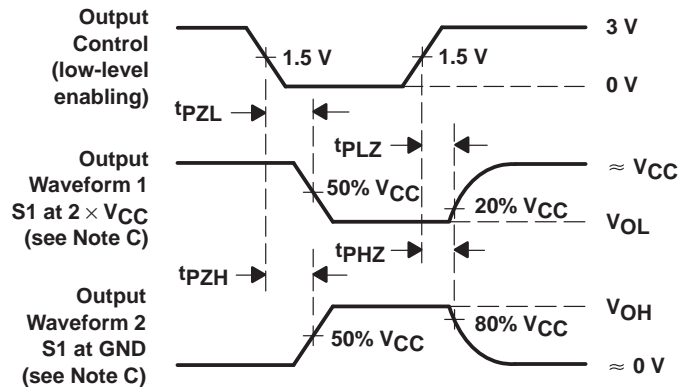 Output
Control
(low-level
enabling)
1.5 V
1.5 V
3 V
0 V
tPZL
tPLZ
Output
Waveform 1
S1 at 2 × VCC
(see Note C)
50% VCC
20% VCC
≈ VCC
VOL
tPZH
tPHZ
Output
Waveform 2
S1 at GND
(see Note C)
50% VCC
80% VCC
VOH
≈ 0 V